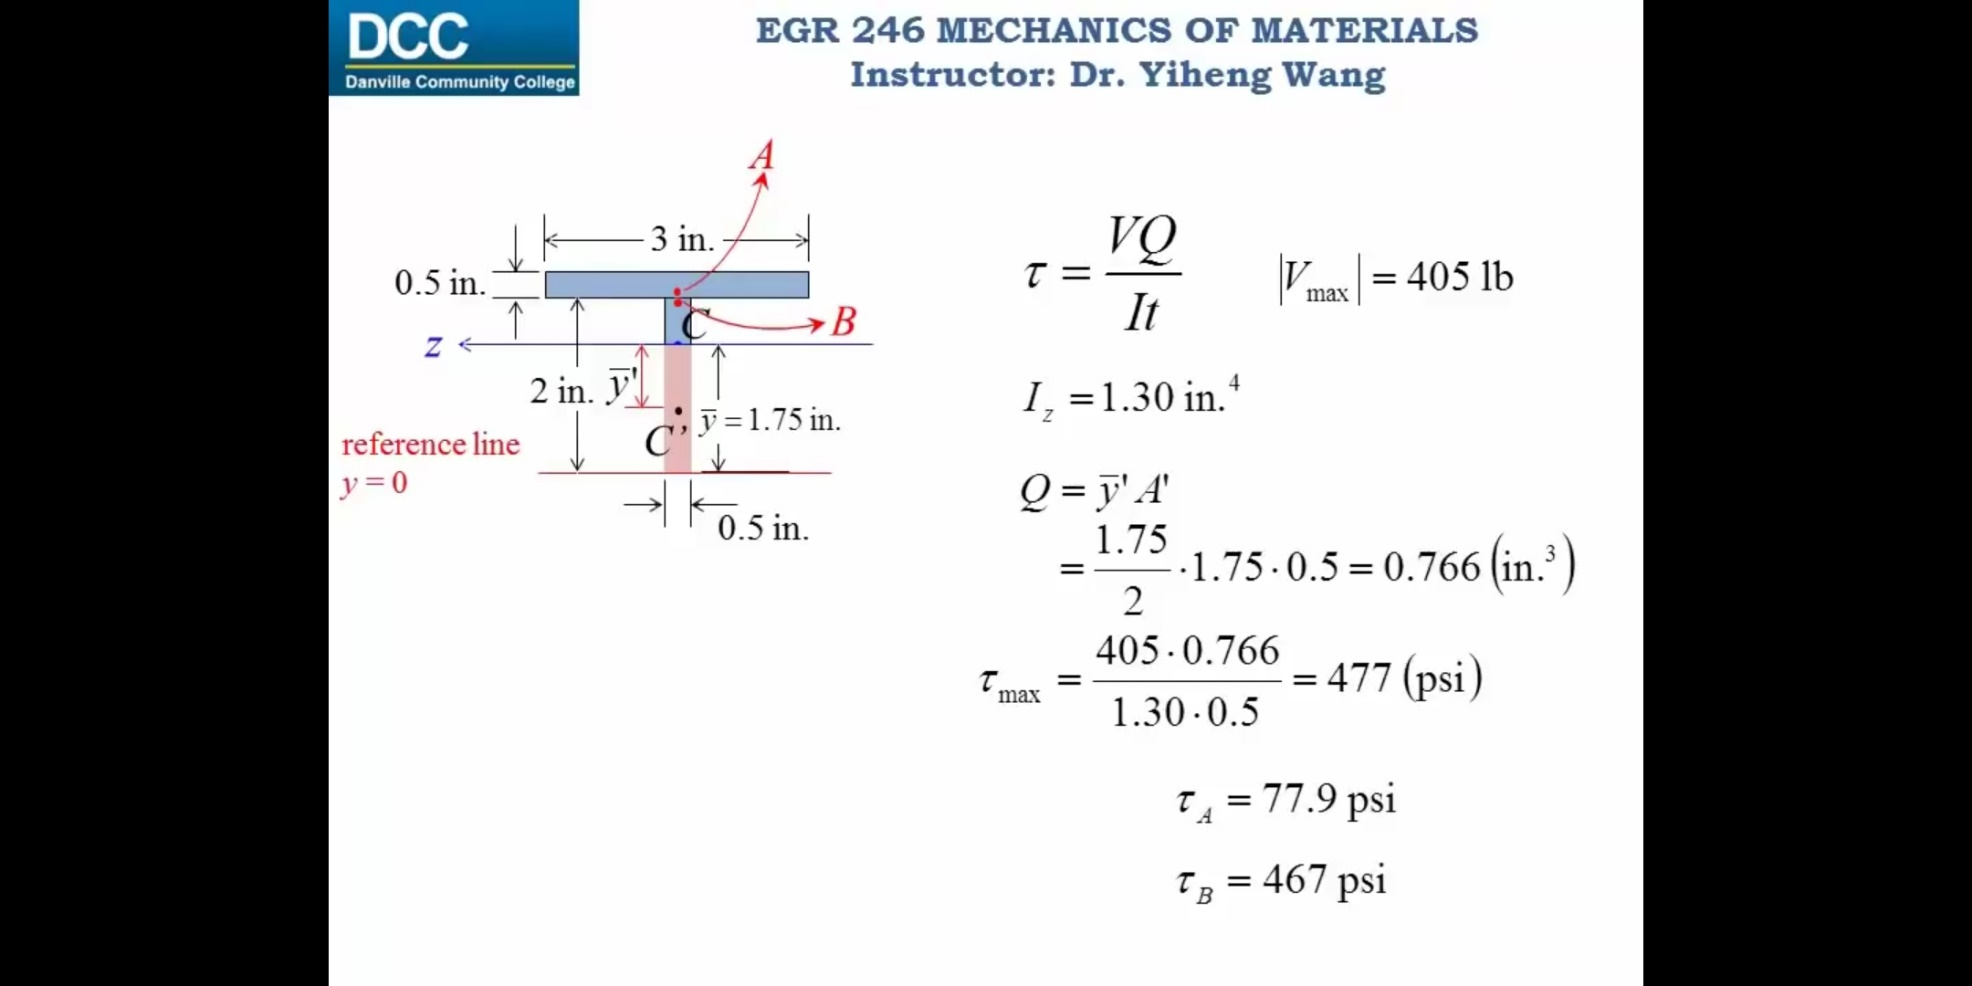 DCC
Danville Community College
EGR 246 MECHANICS OF MATERIALS
Instructor: Dr. Yiheng Wang
A
3 in.
0.5 in.
C
B
z
2 in.
y̅'
C'
y̅ = 1.75 in.
reference line
y = 0
0.5 in.
τ = VQ / It
|Vmax| = 405 lb
I_z = 1.30 in.⁴
Q = y̅' A'
= 1.75 / 2 · 1.75 · 0.5 = 0.766 (in.³)
τmax = 405 · 0.766 / 1.30 · 0.5 = 477 (psi)
τ_A = 77.9 psi
τ_B = 467 psi